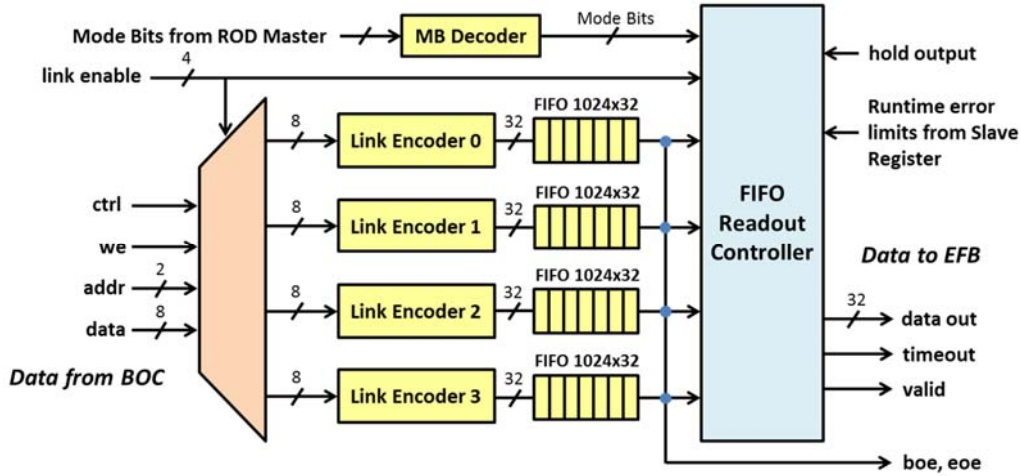 Mode Bits from ROD Master
MB Decoder
Mode Bits
link enable
4
hold output
Runtime error
limits from Slave
Register
8
Link Encoder 0
32
FIFO 1024x32
8
Link Encoder 1
32
FIFO 1024x32
8
Link Encoder 2
32
FIFO 1024x32
8
Link Encoder 3
32
FIFO 1024x32
ctrl
we
addr
2
data
8
Data from BOC
FIFO
Readout
Controller
Data to EFB
32
data out
timeout
valid
boe, eoe